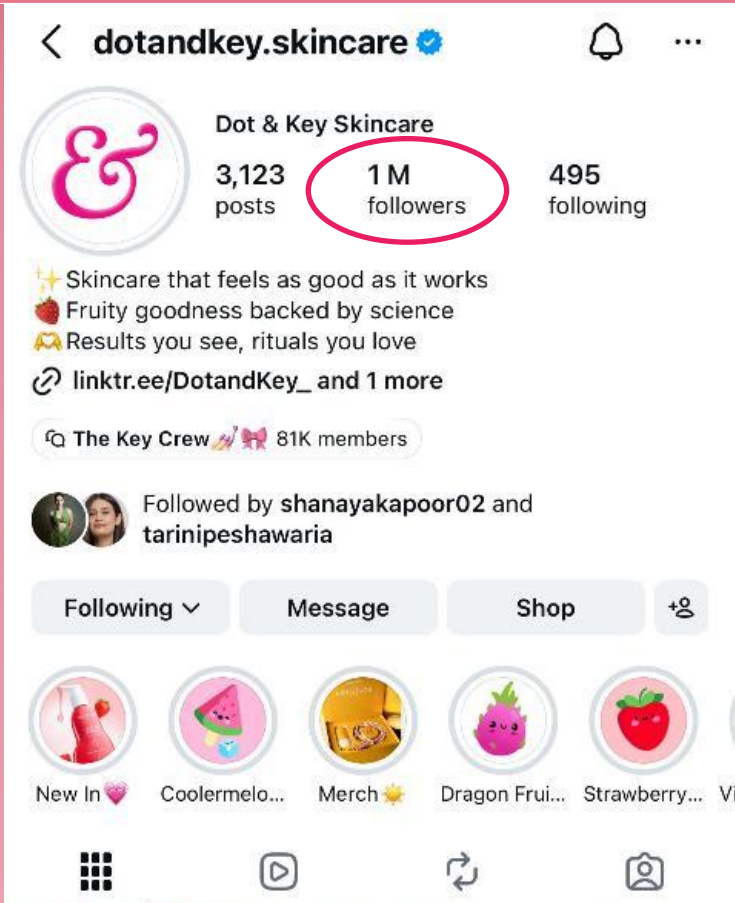 dotandkey.skincare
&
Dot & Key Skincare
3,123 1 M 495
posts followers following
✨Skincare that feels as good as it works
🍓Fruity goodness backed by science
🫶Results you see, rituals you love
linktr.ee/DotandKey_ and 1 more
The Key Crew💅🎀 81K members
Followed by shanayakapoor02 and
tarinipeshawaria
Following Message Shop
New In💗 Coolermelo... Merch☀️ Dragon Frui... Strawberry... Vi